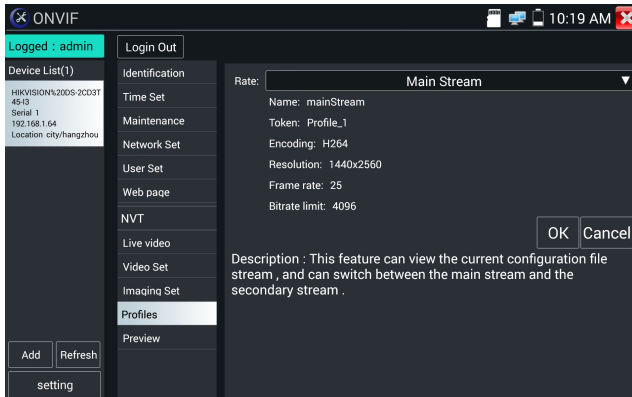 ONVIF
10:19 AM
Logged : admin
Login Out
Device List(1)
HIKVISION%20DS-2CD3T
45-I3
Serial 1
192.168.1.64
Location city/hangzhou
Identification
Time Set
Maintenance
Network Set
User Set
Web page
NVT
Live video
Video Set
Imaging Set
Profiles
Preview
Rate:
Main Stream
Name: mainStream
Token: Profile_1
Encoding: H264
Resolution: 1440x2560
Frame rate: 25
Bitrate limit: 4096
OK
Cancel
Description : This feature can view the current configuration file
stream , and can switch between the main stream and the
secondary stream .
Add
Refresh
setting